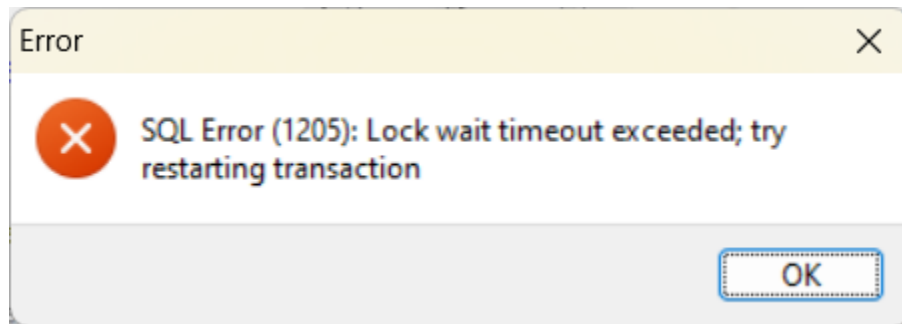 Error
SQL Error (1205): Lock wait timeout exceeded; try
restarting transaction
OK